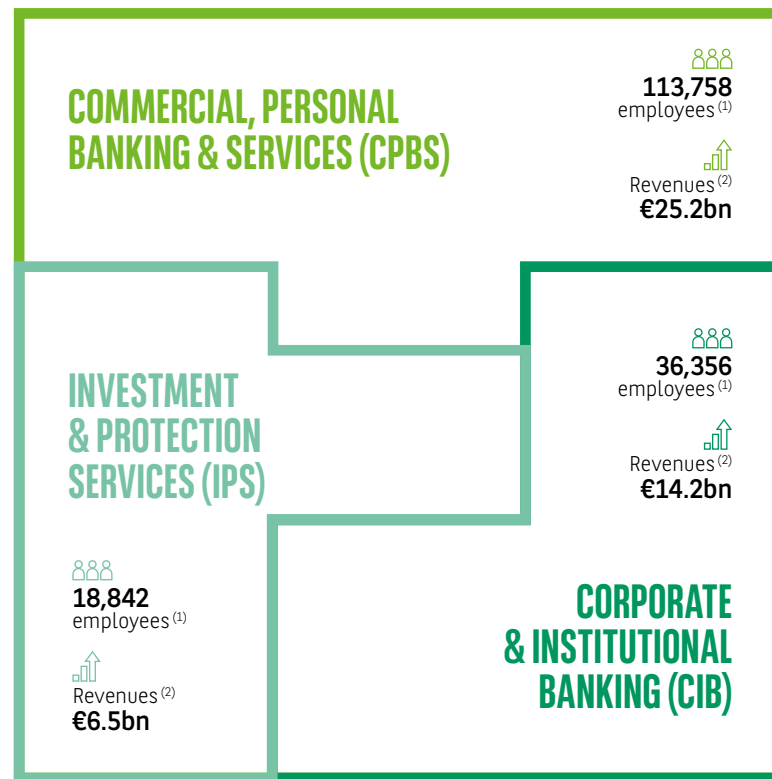 COMMERCIAL, PERSONAL
BANKING & SERVICES (CPBS)
113,758
employees (1)
Revenues (2)
€25.2bn
INVESTMENT
& PROTECTION
SERVICES (IPS)
18,842
employees (1)
Revenues (2)
€6.5bn
36,356
employees (1)
Revenues (2)
€14.2bn
CORPORATE
& INSTITUTIONAL
BANKING (CIB)